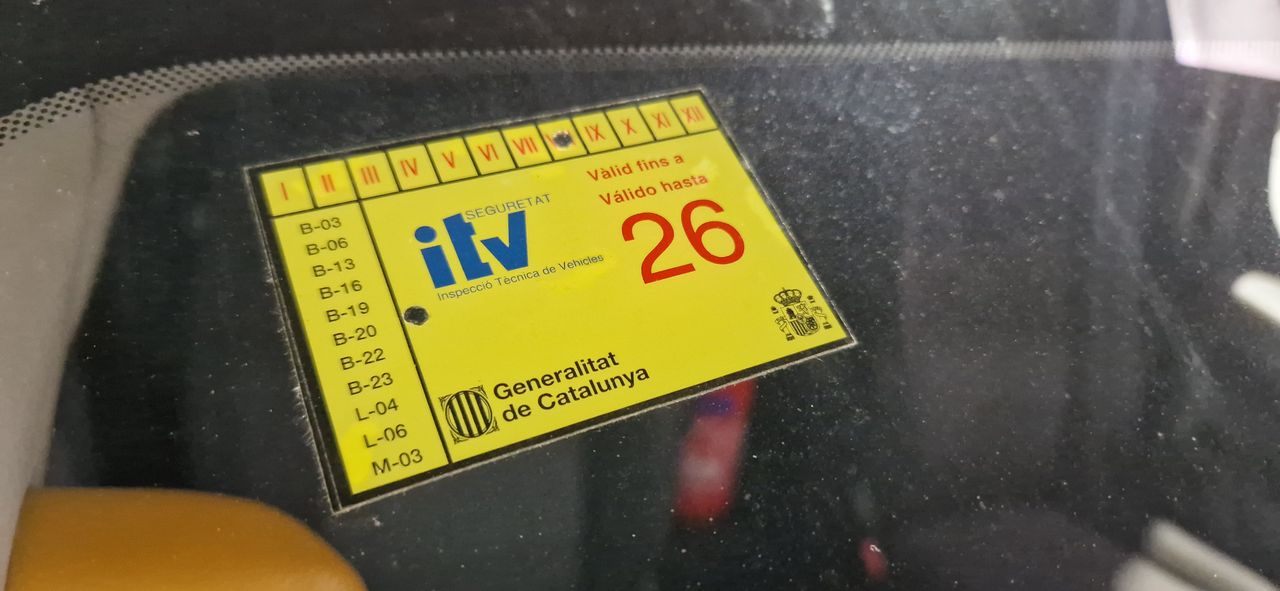 I II III IV V VI VII IX X XI XII
B-03
B-06
B-13
B-16
B-19
B-20
B-22
B-23
L-04
L-06
M-03
SEGURETAT
itv
Inspecció Tècnica de Vehicles
Vàlid fins a
Válido hasta
26
Generalitat
de Catalunya